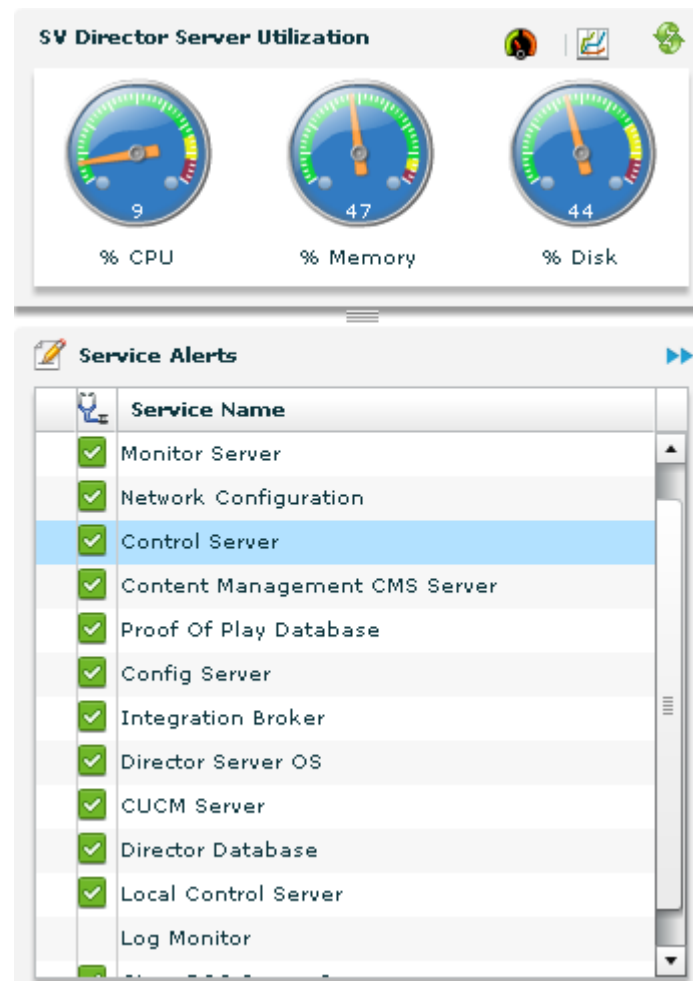 SV Director Server Utilization
9
47
44
% CPU
% Memory
% Disk
Service Alerts
Service Name
Monitor Server
Network Configuration
Control Server
Content Management CMS Server
Proof Of Play Database
Config Server
Integration Broker
Director Server OS
CUCM Server
Director Database
Local Control Server
Log Monitor